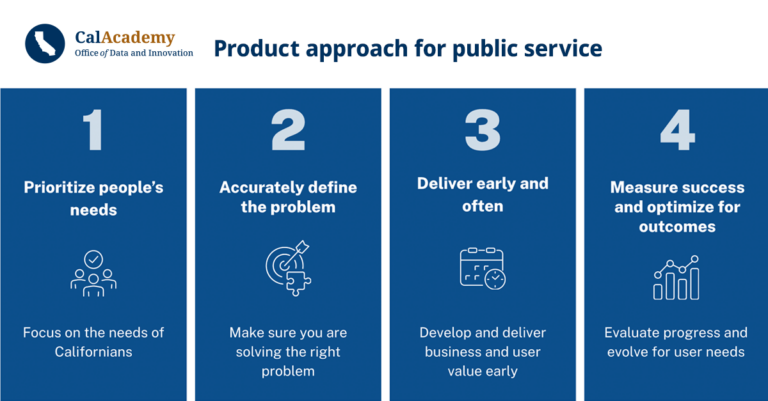 CalAcademy
Office of Data and Innovation
Product approach for public service
1
Prioritize people's
needs
Focus on the needs of
Californians
2
Accurately define
the problem
Make sure you are
solving the right
problem
3
Deliver early and
often
Develop and deliver
business and user
value early
4
Measure success
and optimize for
outcomes
Evaluate progress and
evolve for user needs